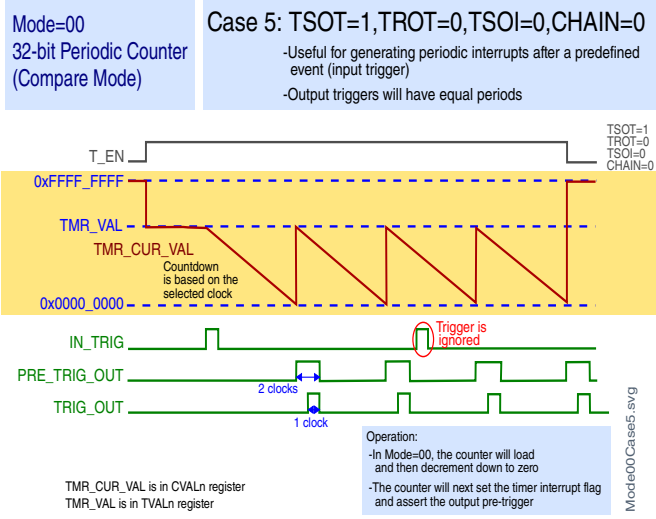 Mode=00
32-bit Periodic Counter
(Compare Mode)
Case 5: TSOT=1,TROT=0,TSOI=0,CHAIN=0
-Useful for generating periodic interrupts after a predefined
event (input trigger)
-Output triggers will have equal periods
TSOT=1
TROT=0
TSOI=0
CHAIN=0
T_EN
0xFFFF_FFFF
TMR_VAL
TMR_CUR_VAL
Countdown
is based on the
selected clock
0x0000_0000
IN_TRIG
Trigger is
ignored
PRE_TRIG_OUT
2 clocks
TRIG_OUT
1 clock
Operation:
-In Mode=00, the counter will load
and then decrement down to zero
-The counter will next set the timer interrupt flag
and assert the output pre-trigger
TMR_CUR_VAL is in CVALn register
TMR_VAL is in TVALn register
Mode00Case5.svg